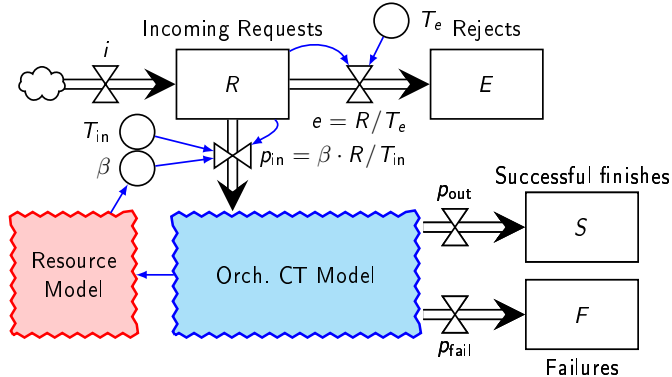 Incoming Requests
T_e
Rejects
i
R
E
e = R/T_e
T_in
β
p_in = β · R/T_in
Successful finishes
p_out
S
Resource
Model
Orch. CT Model
F
p_fail
Failures